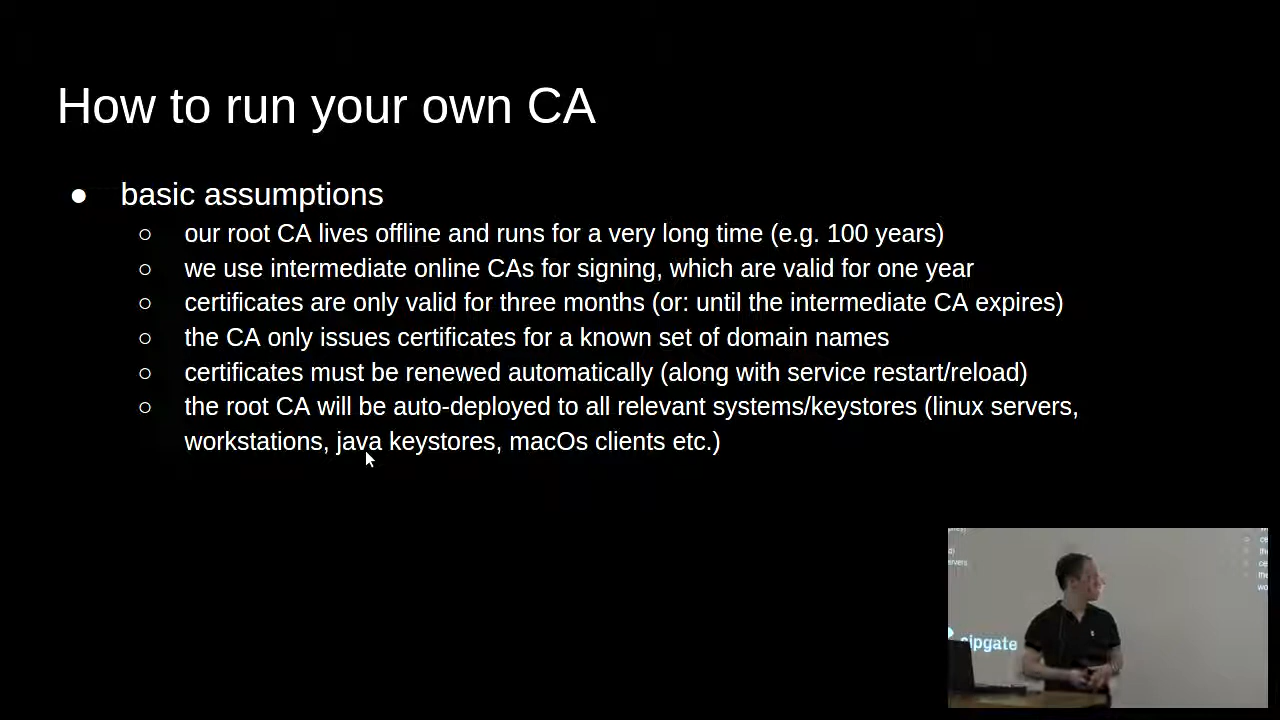 How to run your own CA
● basic assumptions
○ our root CA lives offline and runs for a very long time (e.g. 100 years)
○ we use intermediate online CAs for signing, which are valid for one year
○ certificates are only valid for three months (or: until the intermediate CA expires)
○ the CA only issues certificates for a known set of domain names
○ certificates must be renewed automatically (along with service restart/reload)
○ the root CA will be auto-deployed to all relevant systems/keystores (linux servers,
workstations, java keystores, macOs clients etc.)
sipgate